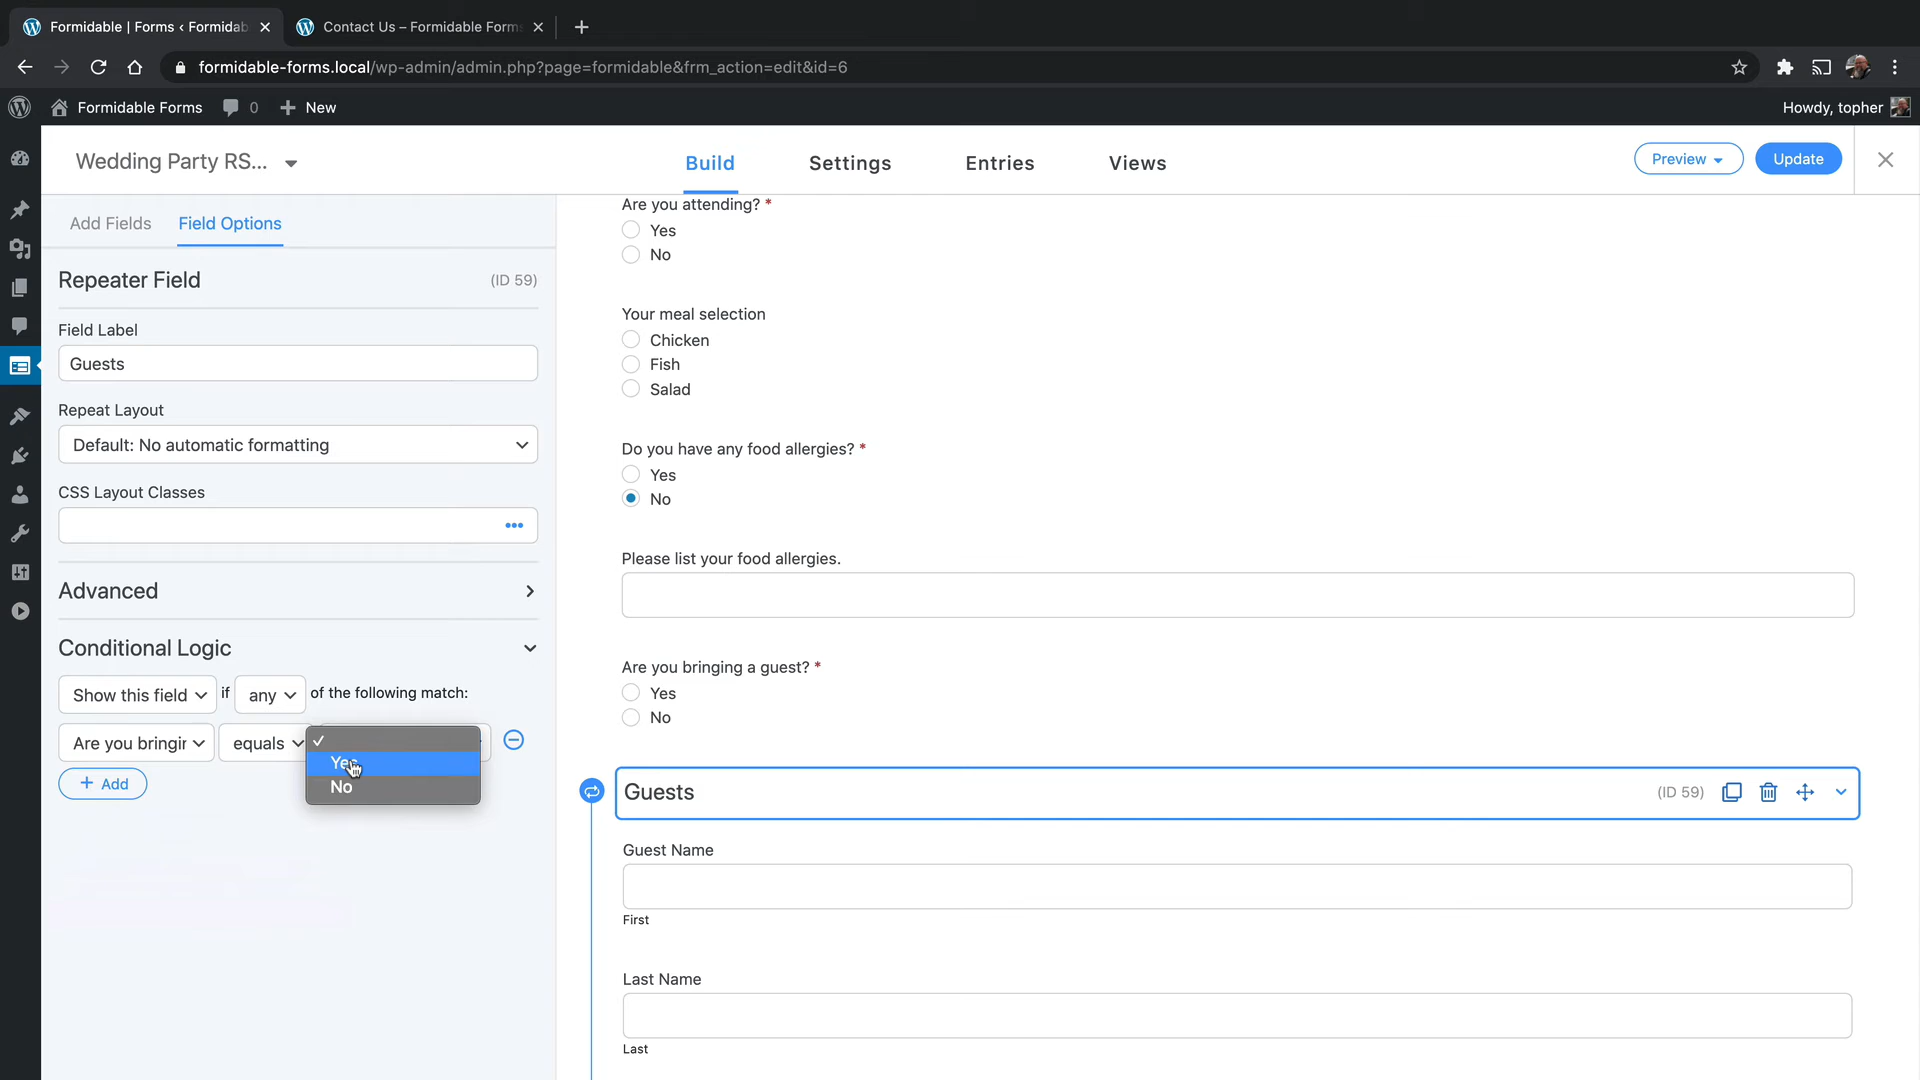 Formidable | Forms ‹ Formidab
Contact Us – Formidable Form
formidable-forms.local/wp-admin/admin.php?page=formidable&frm_action=edit&id=6
Formidable Forms
0
New
Howdy, topher
Wedding Party RS...
Build
Settings
Entries
Views
Preview
Update
Add Fields
Field Options
Repeater Field
(ID 59)
Field Label
Guests
Repeat Layout
Default: No automatic formatting
CSS Layout Classes
Advanced
Conditional Logic
Show this field
if
any
of the following match:
Are you bringir
equals
Yes
No
+ Add
Are you attending? *
Yes
No
Your meal selection
Chicken
Fish
Salad
Do you have any food allergies? *
Yes
No
Please list your food allergies.
Are you bringing a guest? *
Yes
No
Guests
(ID 59)
Guest Name
First
Last Name
Last